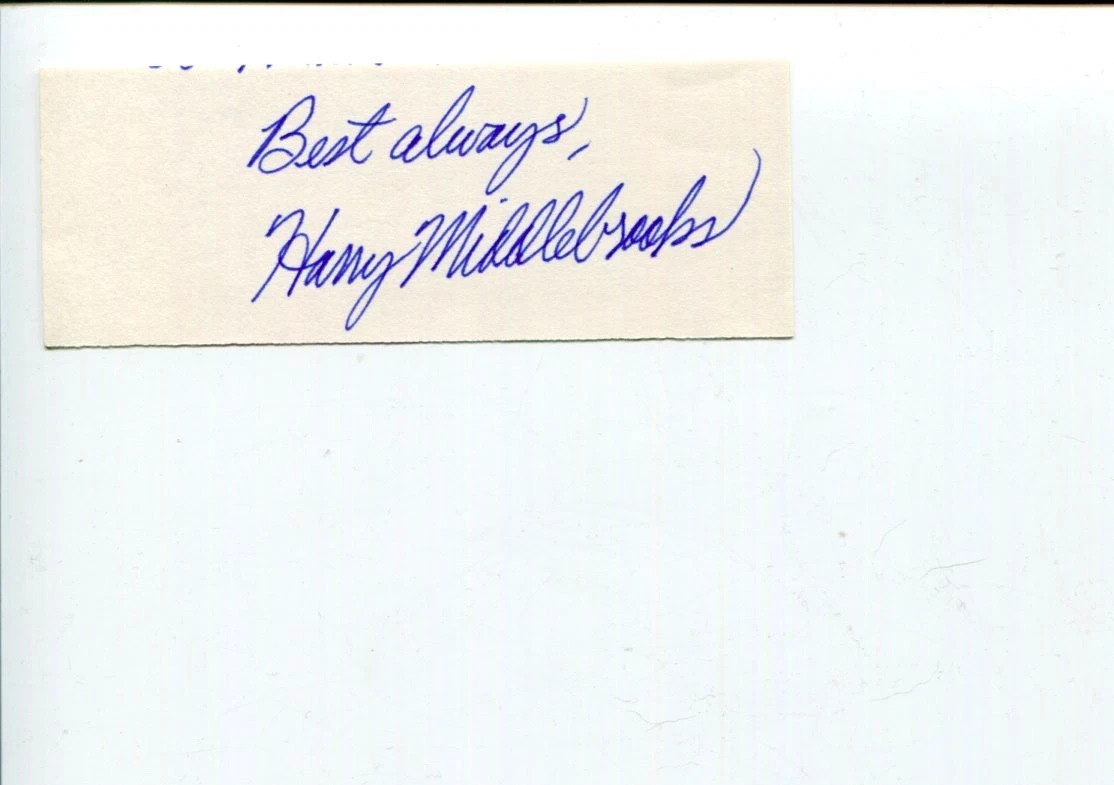 Best always,
Harry Middlebrooks